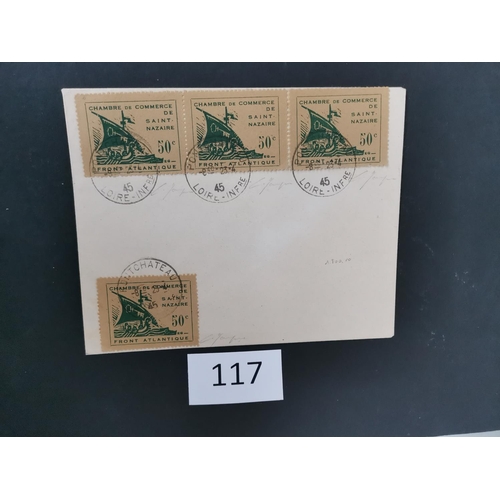 CHAMBRE DE COMMERCE
DE
SAINT-
NAZAIRE
50c
FRONT ATLANTIQUE
CHAMBRE DE COMMERCE
DE
SAINT-
NAZAIRE
50c
FRONT ATLANTIQUE
CHAMBRE DE COMMERCE
DE
SAINT-
NAZAIRE
50c
FRONT ATLANTIQUE
45
LOIRE-INFRE
45
LOIRE-INFRE
45
LOIRE-INFRE
TCHATEAU
CHAMBRE DE COMMERCE
DE
SAINT-
NAZAIRE
45
50c
FRONT ATLANTIQUE
117